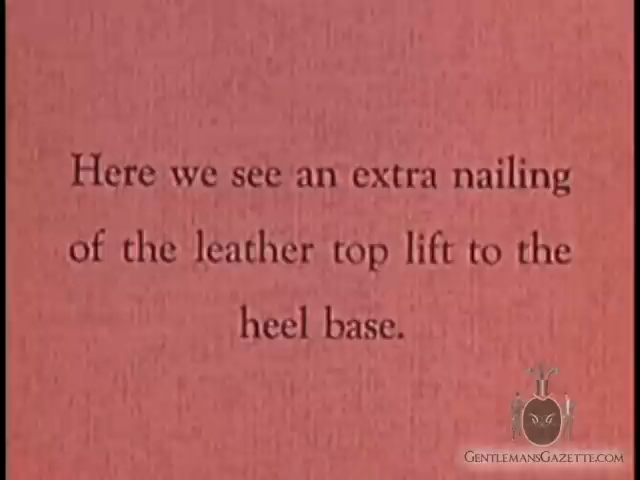 Here we see an extra nailing
of the leather top lift to the
heel base.
GentlemansGazette.com